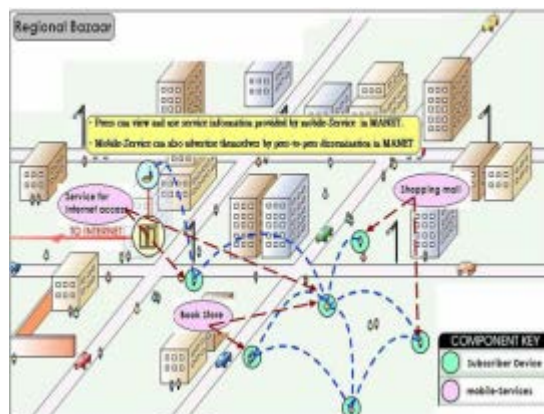 Regional Bazaar
- Peers can view and use service information provided by mobile-Service in MANET.
- Mobile-Service can also advertise themselves by peer-to-peer dissemination in MANET
Service for
Internet access
Shopping mall
TO INTERNET
Book Store
COMPONENT KEY
Subscriber Device
mobile-Services